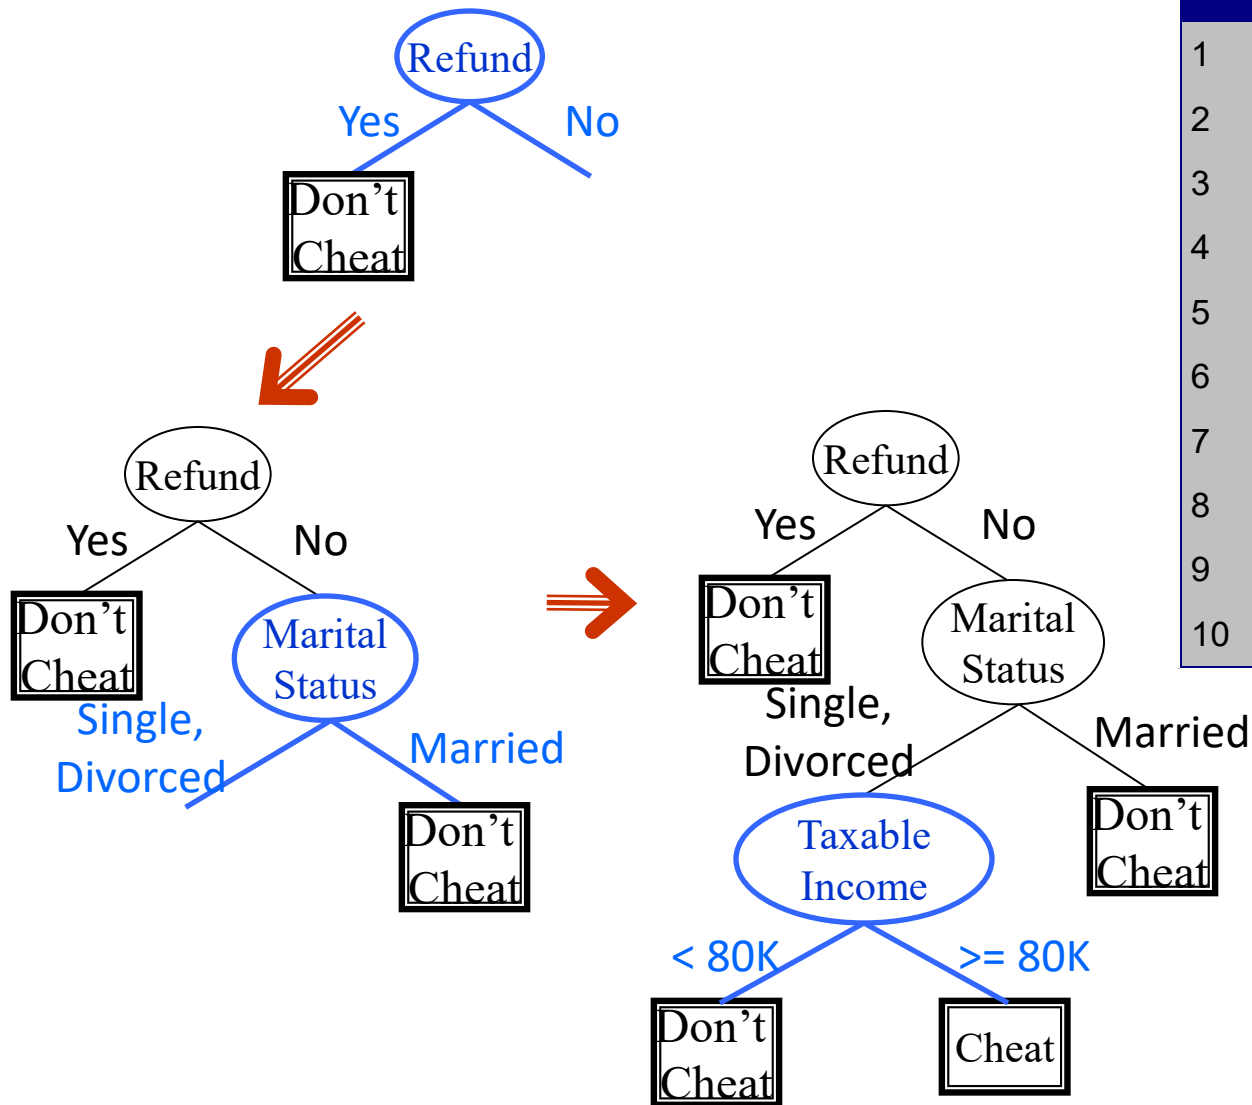 Refund
Yes
No
Don't
Cheat
Refund
Yes
No
Don't
Cheat
Marital
Status
Single,
Divorced
Married
Don't
Cheat
Refund
Yes
No
Don't
Cheat
Marital
Status
Single,
Divorced
Married
Don't
Cheat
Taxable
Income
< 80K
>= 80K
Don't
Cheat
Cheat
1
2
3
4
5
6
7
8
9
10